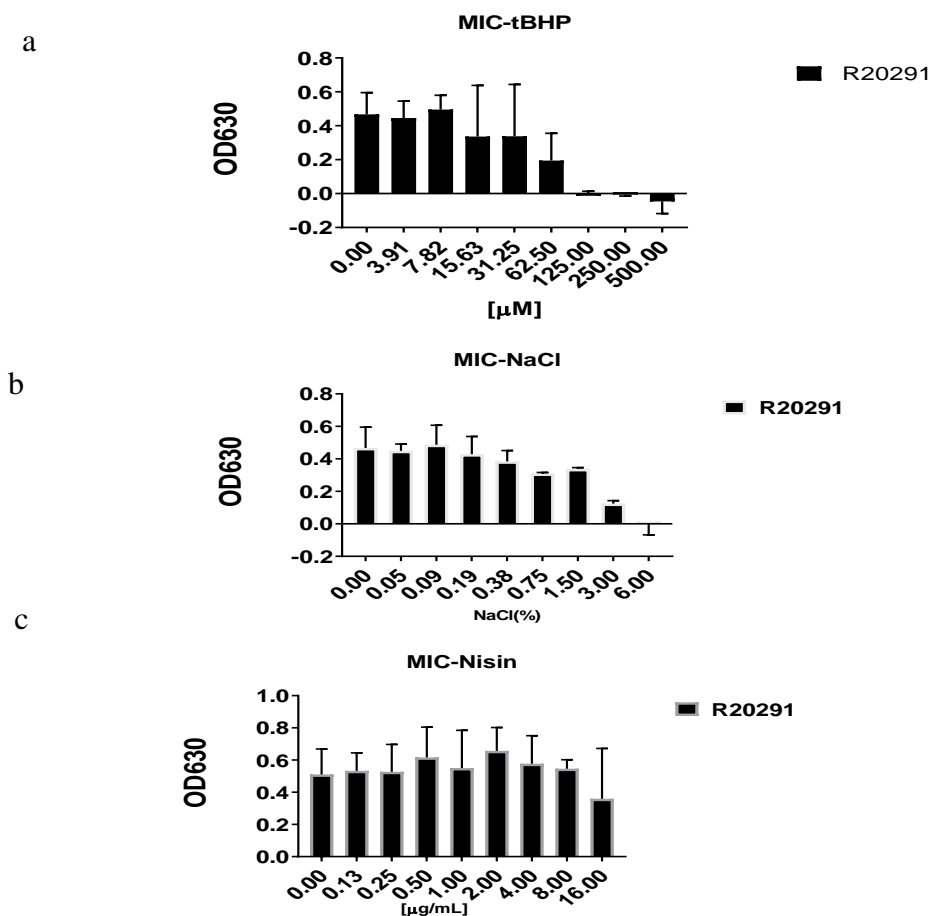 a
MIC-tBHP
R20291
OD630
0.8
0.6
0.4
0.2
0.0
-0.2
0.00 3.91 7.82 15.63 31.25 62.50 125.00 250.00 500.00
[μM]
b
MIC-NaCl
R20291
OD630
0.8
0.6
0.4
0.2
0.0
-0.2
0.00 0.05 0.09 0.19 0.38 0.75 1.50 3.00 6.00
NaCl(%)
c
MIC-Nisin
R20291
OD630
1.0
0.8
0.6
0.4
0.2
0.0
0.00 0.13 0.25 0.50 1.00 2.00 4.00 8.00 16.00
[μg/mL]